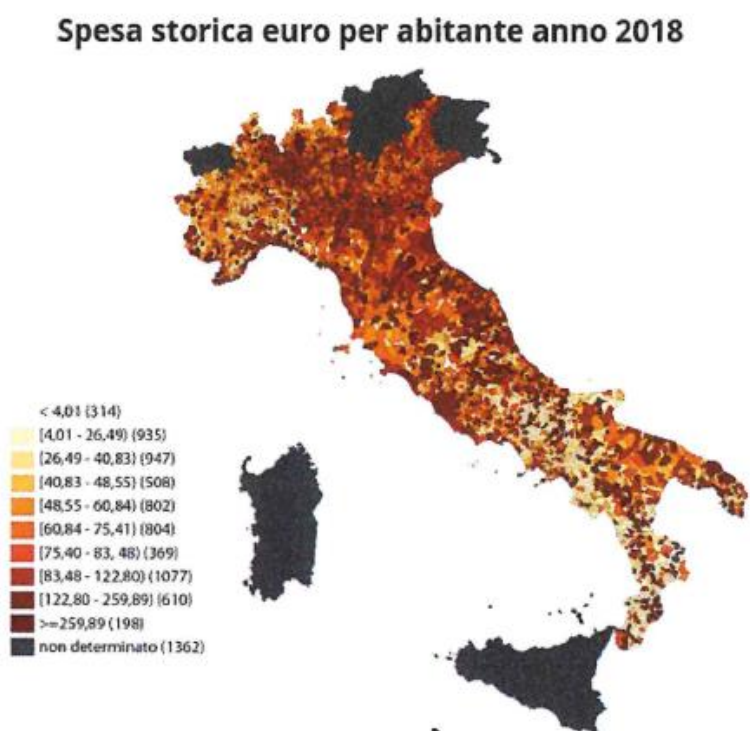 Spesa storica euro per abitante anno 2018
< 4,01 (314)
[4,01 - 26,49) (935)
[26,49 - 40,83) (947)
[40,83 - 48,55) (508)
[48,55 - 60,84) (802)
[60,84 - 75,41) (804)
[75,40 - 83, 48) (369)
[83,48 - 122,80) (1077)
[122,80 - 259,89) (610)
>=259,89 (198)
non determinato (1362)